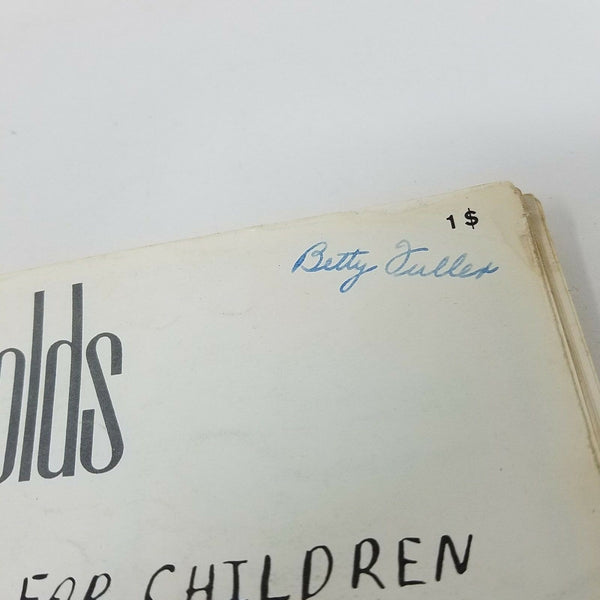 1 $
Betty Fuller
olds
FOR CHILDREN